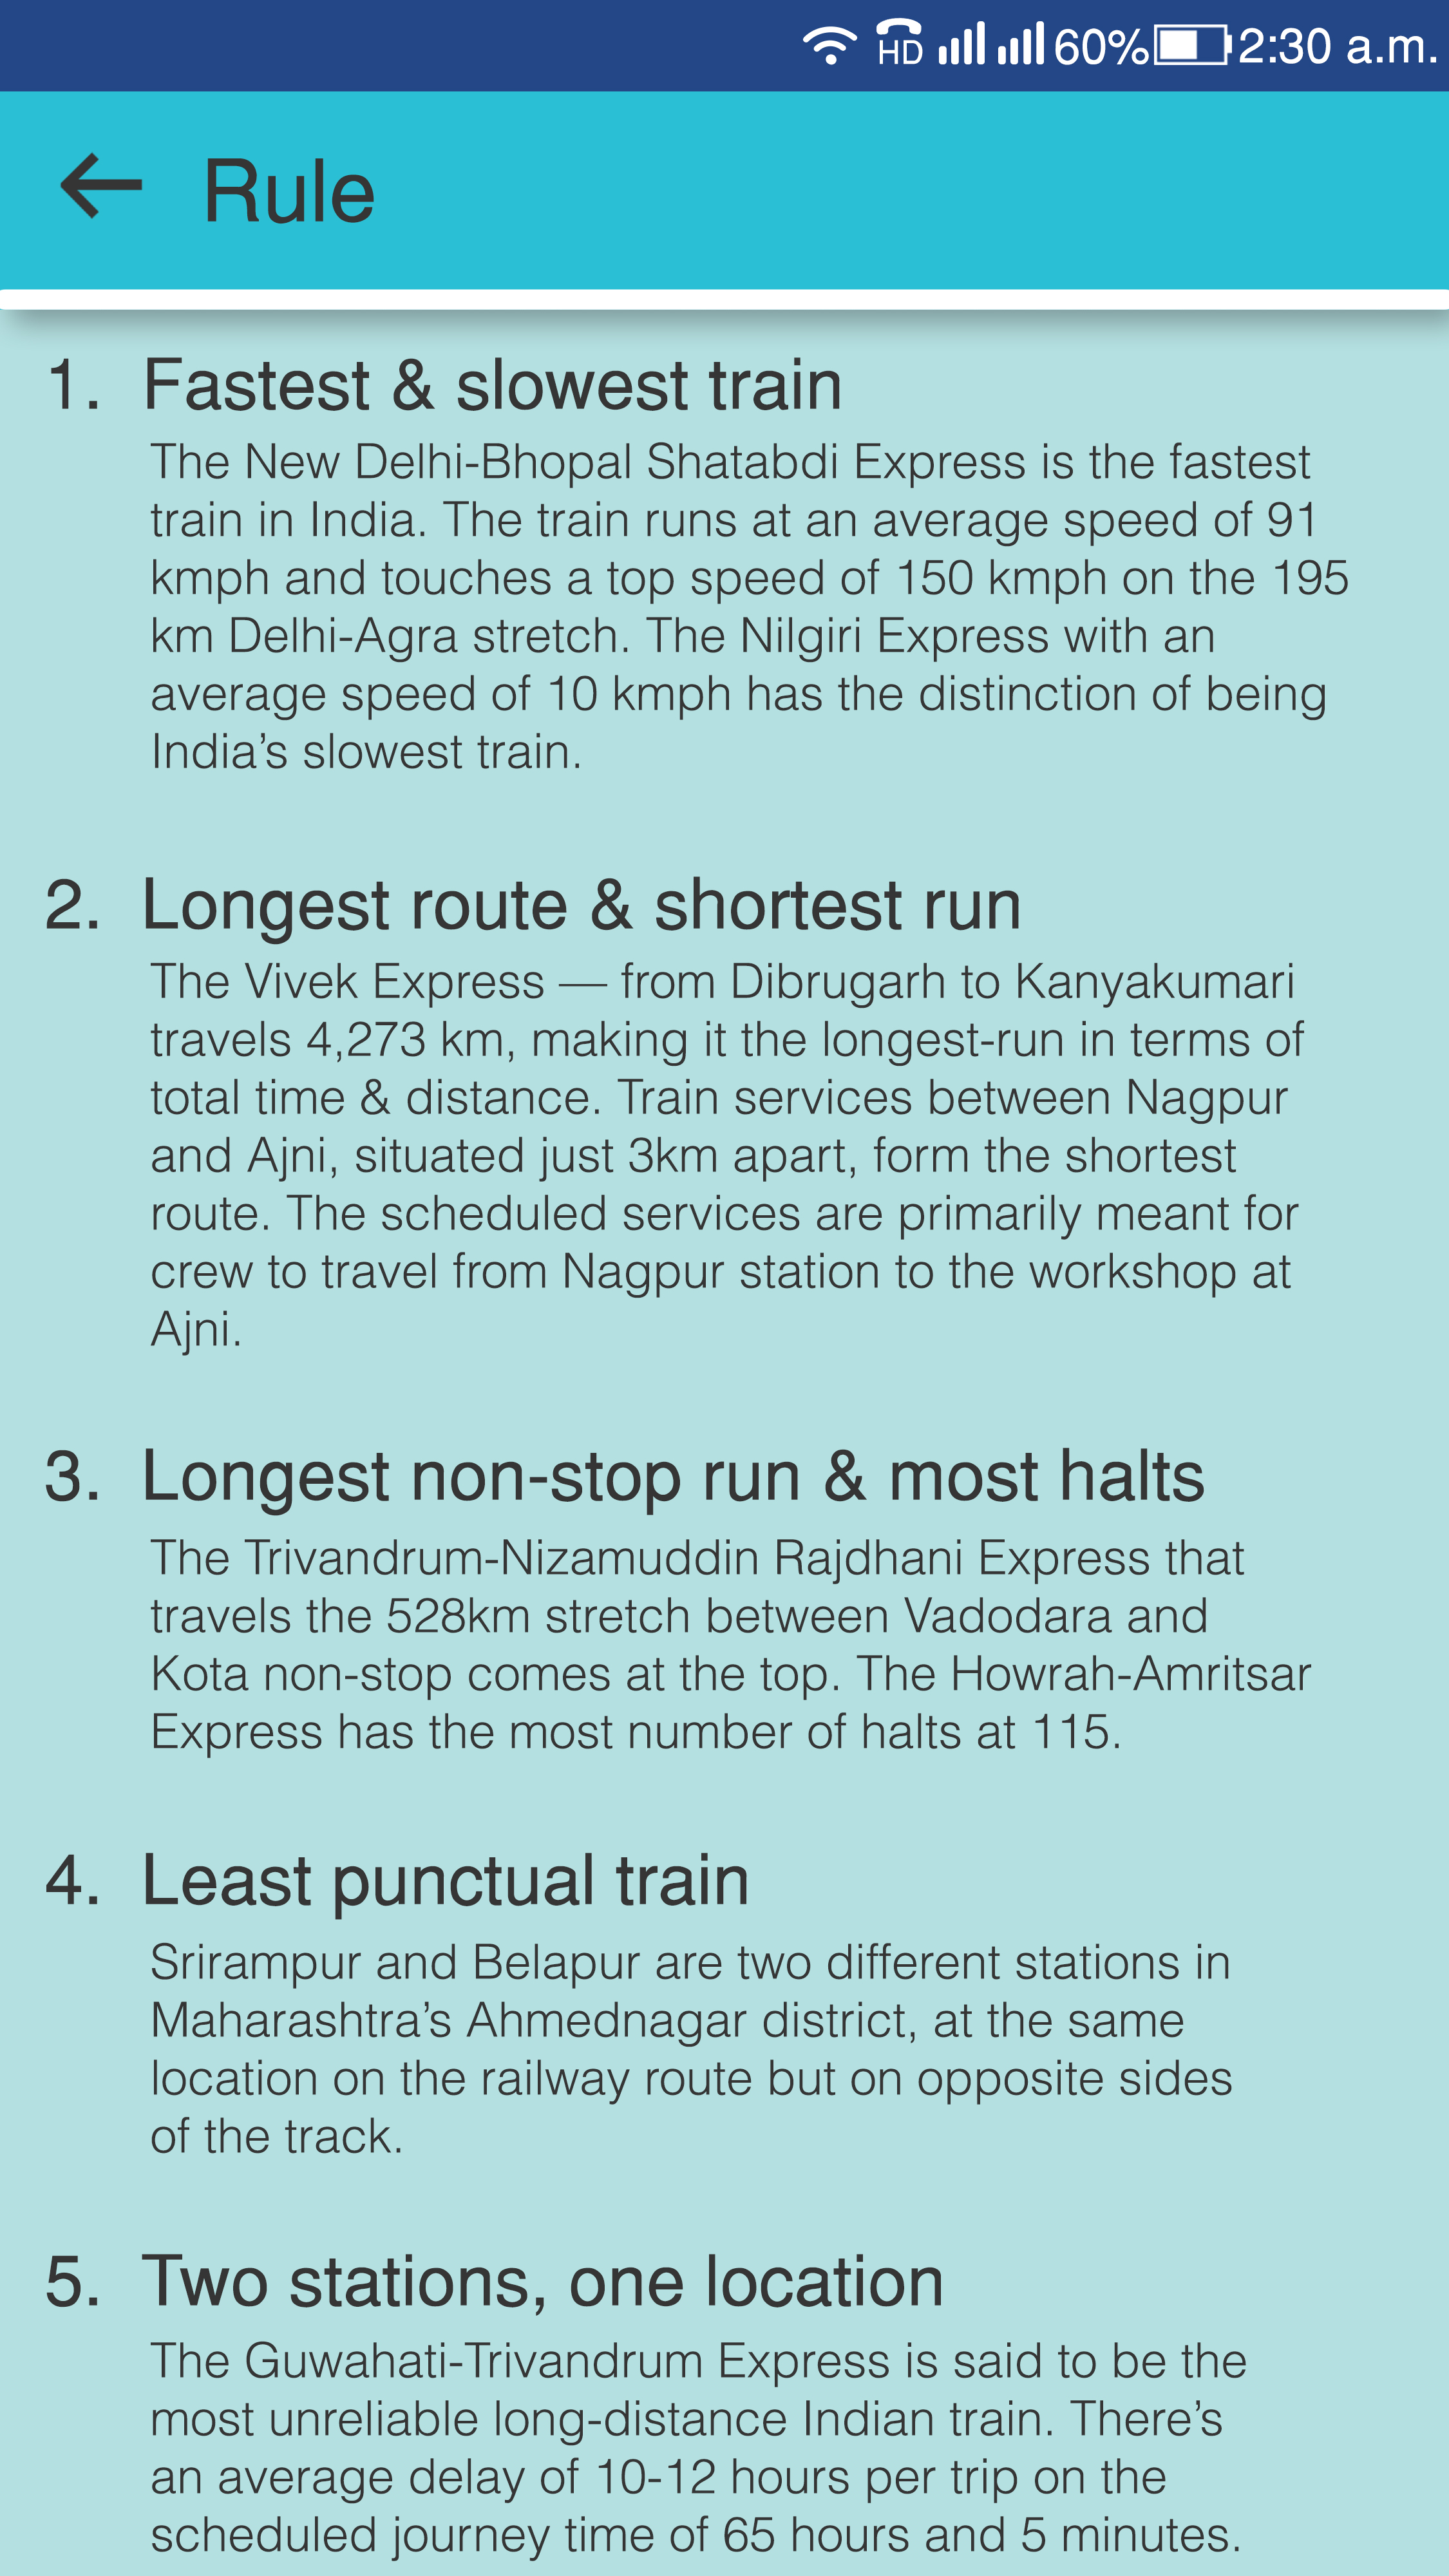 HD 60% 2:30 a.m.
Rule
1. Fastest & slowest train
The New Delhi-Bhopal Shatabdi Express is the fastest
train in India. The train runs at an average speed of 91
kmph and touches a top speed of 150 kmph on the 195
km Delhi-Agra stretch. The Nilgiri Express with an
average speed of 10 kmph has the distinction of being
India’s slowest train.
2. Longest route & shortest run
The Vivek Express — from Dibrugarh to Kanyakumari
travels 4,273 km, making it the longest-run in terms of
total time & distance. Train services between Nagpur
and Ajni, situated just 3km apart, form the shortest
route. The scheduled services are primarily meant for
crew to travel from Nagpur station to the workshop at
Ajni.
3. Longest non-stop run & most halts
The Trivandrum-Nizamuddin Rajdhani Express that
travels the 528km stretch between Vadodara and
Kota non-stop comes at the top. The Howrah-Amritsar
Express has the most number of halts at 115.
4. Least punctual train
Srirampur and Belapur are two different stations in
Maharashtra’s Ahmednagar district, at the same
location on the railway route but on opposite sides
of the track.
5. Two stations, one location
The Guwahati-Trivandrum Express is said to be the
most unreliable long-distance Indian train. There’s
an average delay of 10-12 hours per trip on the
scheduled journey time of 65 hours and 5 minutes.